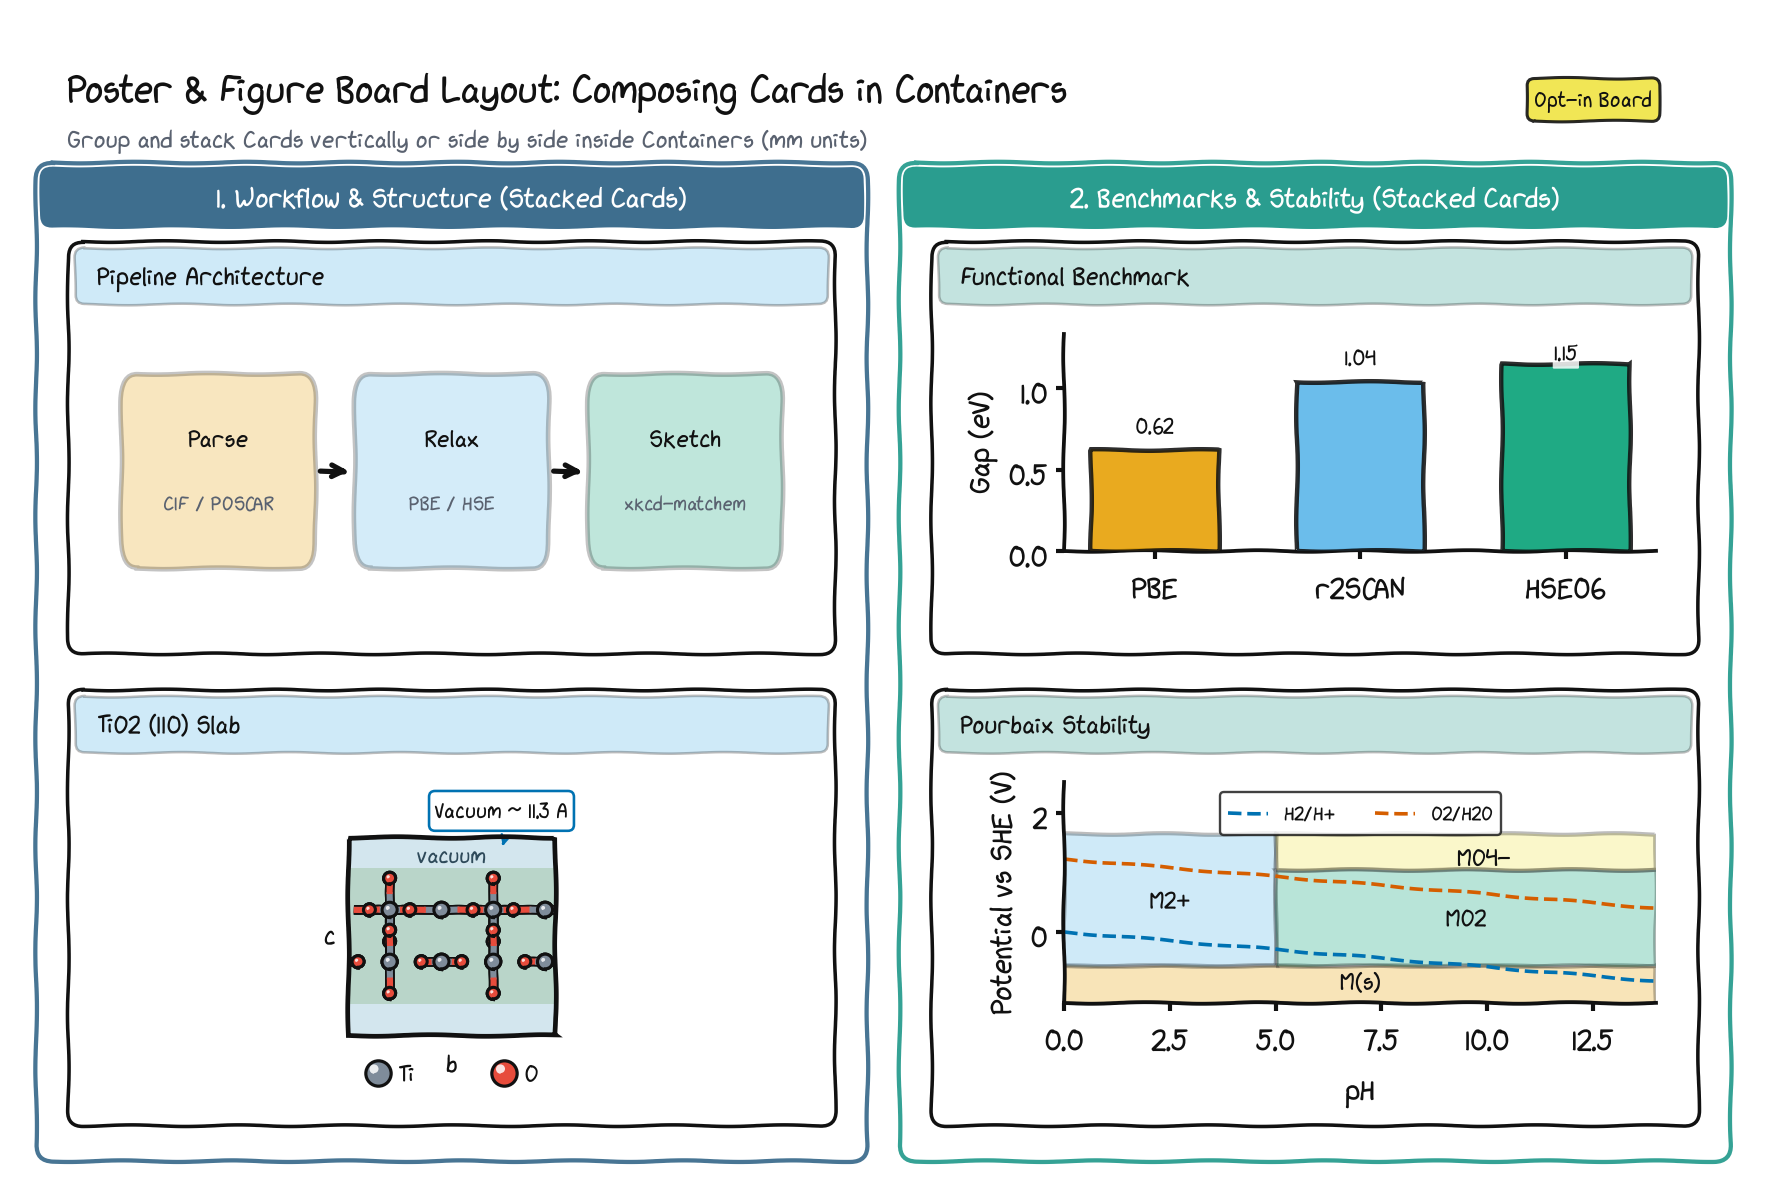 Poster & Figure Board Layout: Composing Cards in Containers
Opt-in Board
Group and stack Cards vertically or side by side inside Containers (mm units)
1. Workflow & Structure (Stacked Cards)
Pipeline Architecture
Parse
CIF / POSCAR
Relax
PBE / HSE
Sketch
xkcd-matchem
TiO2 (110) Slab
Vacuum ~ 11.3 A
vacuum
c
b
Ti
O
2. Benchmarks & Stability (Stacked Cards)
Functional Benchmark
Gap (eV)
1.0
0.5
0.0
0.62
1.04
1.15
PBE
r2SCAN
HSE06
Pourbaix Stability
Potential vs SHE (V)
2
0
H2/H+
O2/H2O
MO4-
M2+
MO2
M(s)
0.0
2.5
5.0
7.5
10.0
12.5
pH